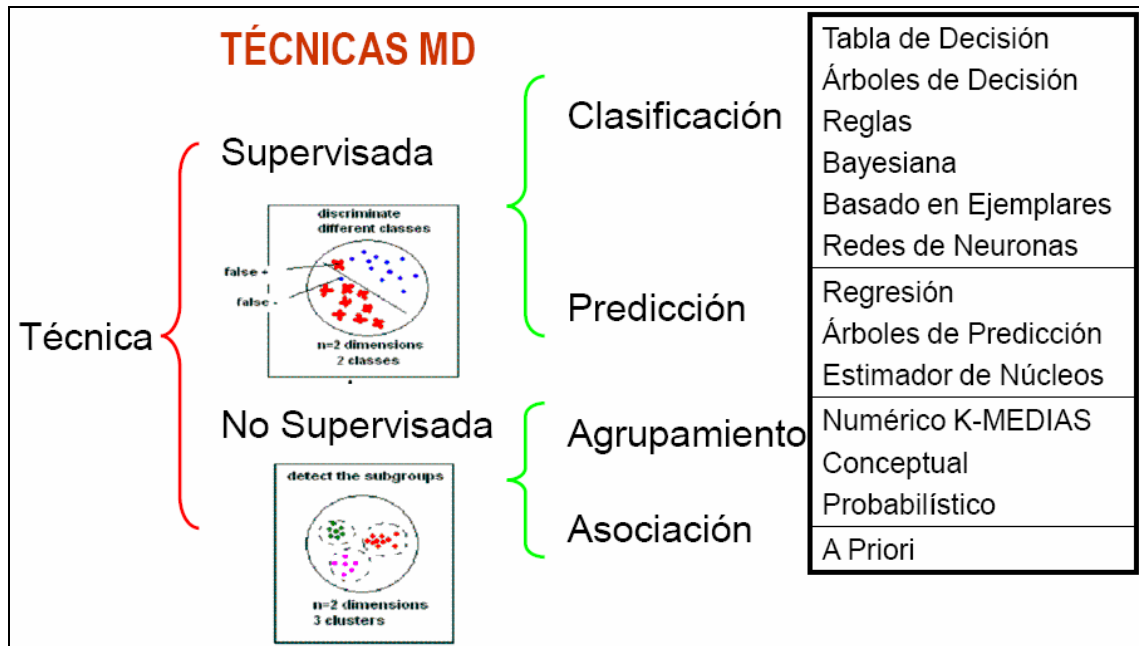 TÉCNICAS MD
Técnica
Supervisada
discriminate
different classes
false +
false -
n=2 dimensions
2 classes
No Supervisada
detect the subgroups
n=2 dimensions
3 clusters
Clasificación
Predicción
Agrupamiento
Asociación
Tabla de Decisión
Árboles de Decisión
Reglas
Bayesiana
Basado en Ejemplares
Redes de Neuronas
Regresión
Árboles de Predicción
Estimador de Núcleos
Numérico K-MEDIAS
Conceptual
Probabilístico
A Priori